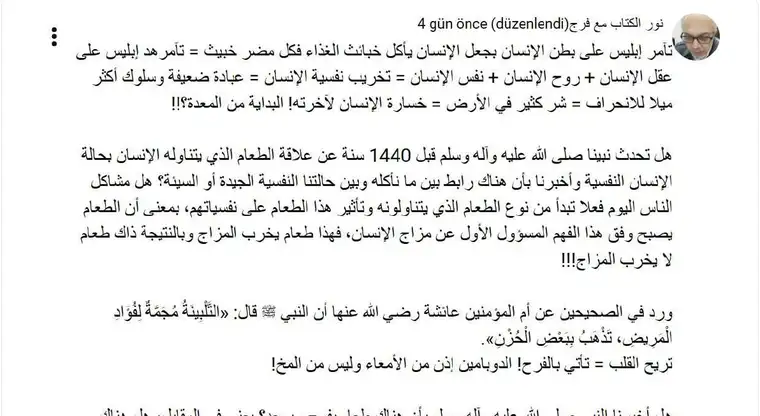 نور الكتاب مع فرج(düzenlendi) 4 gün önce
تآمر إبليس على بطن الإنسان بجعل الإنسان يأكل خبائث الغذاء فكل مضر خبيث = تآمرهد إبليس على
عقل الإنسان + روح الإنسان + نفس الإنسان = تخريب نفسية الإنسان = عبادة ضعيفة وسلوك أكثر
ميلا للانحراف = شر كثير في الأرض = خسارة الإنسان لآخرته! البداية من المعدة؟!!
هل تحدث نبينا صلى الله عليه وآله وسلم قبل 1440 سنة عن علاقة الطعام الذي يتناوله الإنسان بحالة
الإنسان النفسية وأخبرنا بأن هناك رابط بين ما نأكله وبين حالتنا النفسية الجيدة أو السيئة؟ هل مشاكل
الناس اليوم فعلا تبدأ من نوع الطعام الذي يتناولونه وتأثير هذا الطعام على نفسياتهم، بمعنى أن الطعام
يصبح وفق هذا الفهم المسؤول الأول عن مزاج الإنسان، فهذا طعام يخرب المزاج وبالنتيجة ذاك طعام
لا يخرب المزاج!!!
ورد في الصحيحين عن أم المؤمنين عائشة رضي الله عنها أن النبي ﷺ قال: «التَّلْبِينَةُ مُجَمَّةٌ لِفُؤَادِ
الْمَرِيضِ، تَذْهَبُ بِبَعْضِ الْحُزْنِ».
تريح القلب = تأتي بالفرح! الدوبامين إذن من الأمعاء وليس من المخ!